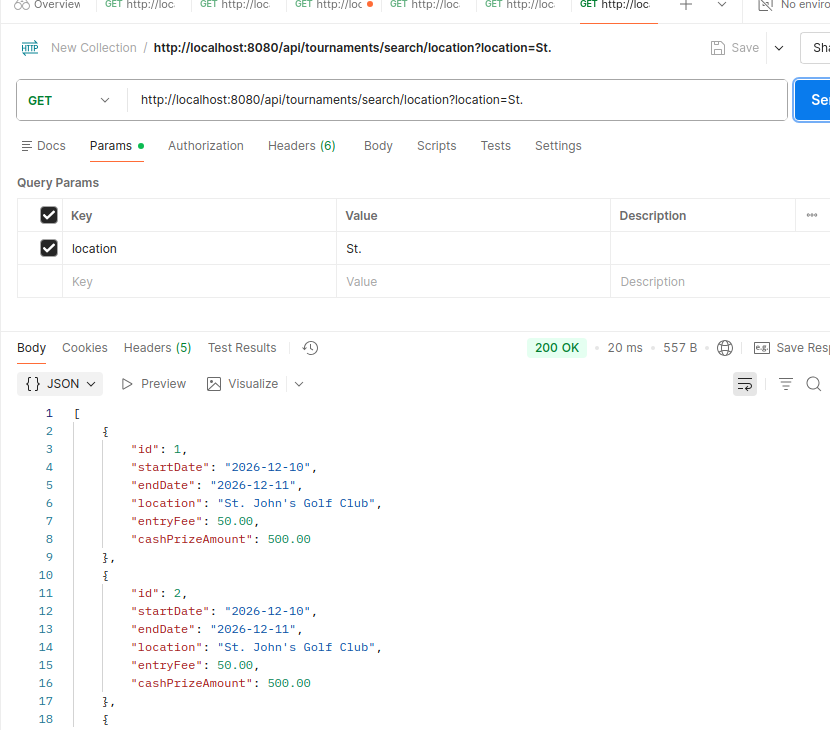 Overview GET http://loc GET http://loc GET http://loc GET http://loc GET http://loc GET http://loc No enviro
HTTP New Collection / http://localhost:8080/api/tournaments/search/location?location=St. Save Sha
GET http://localhost:8080/api/tournaments/search/location?location=St. Sen
Docs Params Authorization Headers (6) Body Scripts Tests Settings
Query Params
Key Value Description
location St.
Key Value Description
Body Cookies Headers (5) Test Results 200 OK 20 ms 557 B e.g. Save Resp
{} JSON Preview Visualize
1 [
2 {
3 "id": 1,
4 "startDate": "2026-12-10",
5 "endDate": "2026-12-11",
6 "location": "St. John's Golf Club",
7 "entryFee": 50.00,
8 "cashPrizeAmount": 500.00
9 },
10 {
11 "id": 2,
12 "startDate": "2026-12-10",
13 "endDate": "2026-12-11",
14 "location": "St. John's Golf Club",
15 "entryFee": 50.00,
16 "cashPrizeAmount": 500.00
17 },
18 {